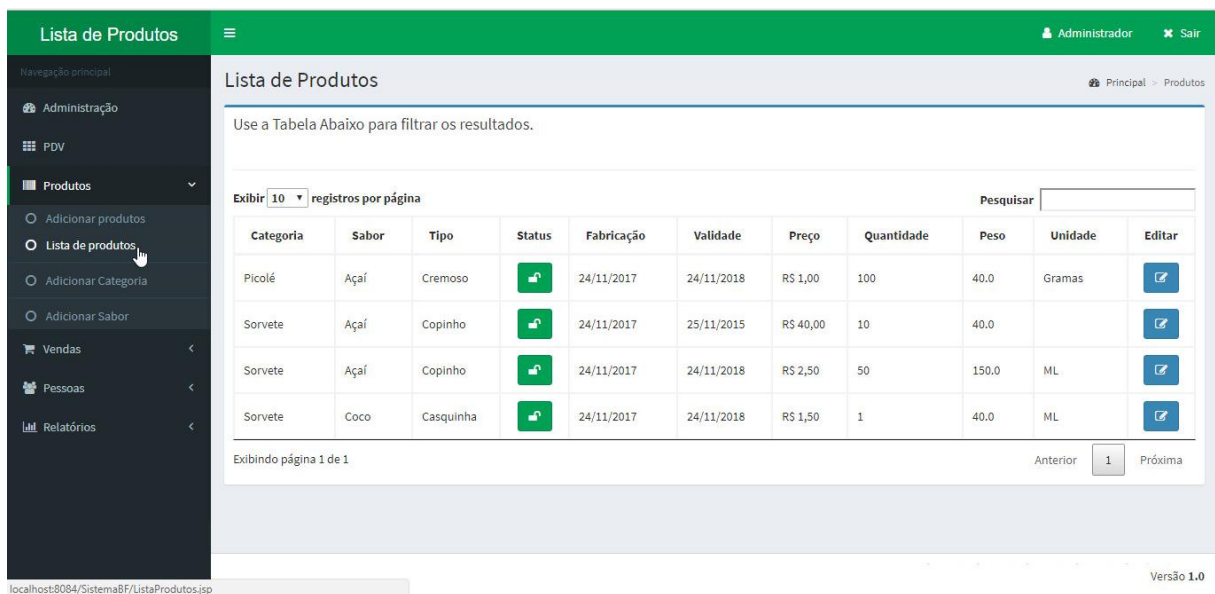 Lista de Produtos
Administrador Sair
Navegação principal
Administração
PDV
Produtos
Adicionar produtos
Lista de produtos
Adicionar Categoria
Adicionar Sabor
Vendas
Pessoas
Relatórios
Lista de Produtos
Principal > Produtos
Use a Tabela Abaixo para filtrar os resultados.
Exibir 10 registros por página Pesquisar
Categoria Sabor Tipo Status Fabricação Validade Preço Quantidade Peso Unidade Editar
Picolé Açaí Cremoso 24/11/2017 24/11/2018 R$ 1,00 100 40.0 Gramas
Sorvete Açaí Copinho 24/11/2017 25/11/2015 R$ 40,00 10 40.0
Sorvete Açaí Copinho 24/11/2017 24/11/2018 R$ 2,50 50 150.0 ML
Sorvete Coco Casquinha 24/11/2017 24/11/2018 R$ 1,50 1 40.0 ML
Exibindo página 1 de 1 Anterior 1 Próxima
Versão 1.0
localhost:8084/SistemaBF/ListaProdutos.jsp